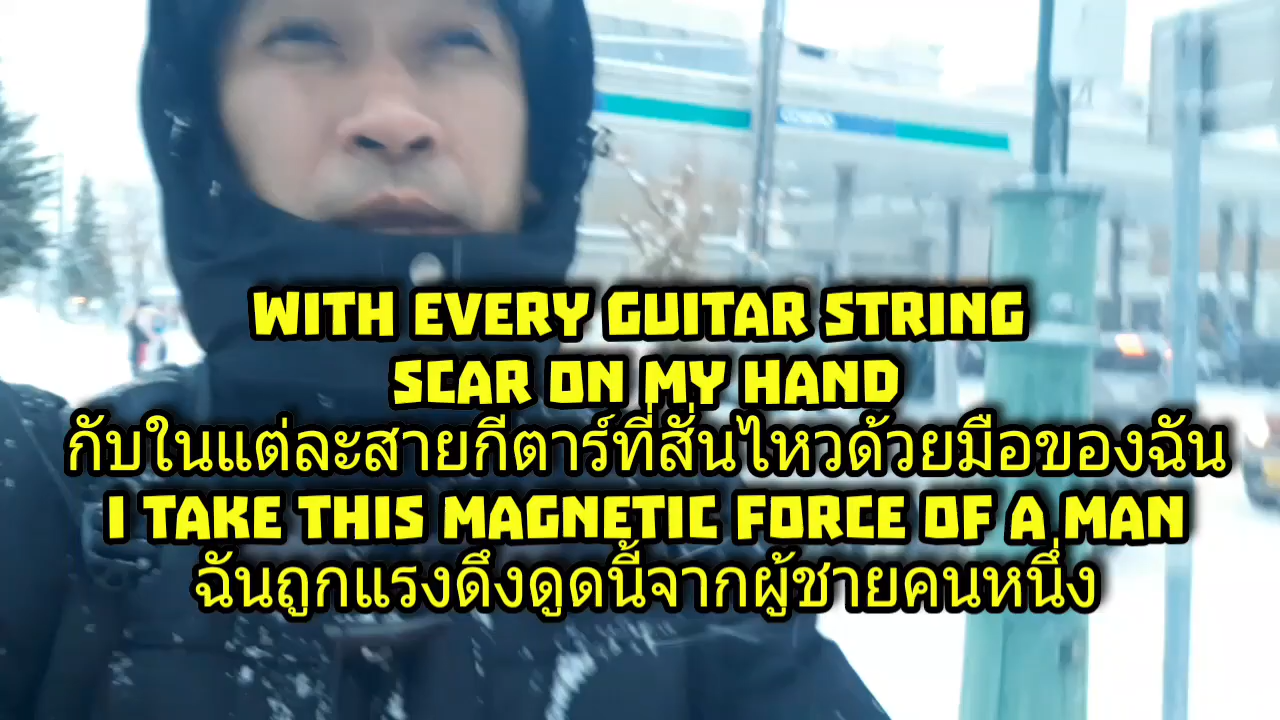 WITH EVERY GUITAR STRING
SCAR ON MY HAND
กับในแต่ละสายกีตาร์ที่สั่นไหวด้วยมือของฉัน
I TAKE THIS MAGNETIC FORCE OF A MAN
ฉันถูกแรงดึงดูดนี้จากผู้ชายคนหนึ่ง